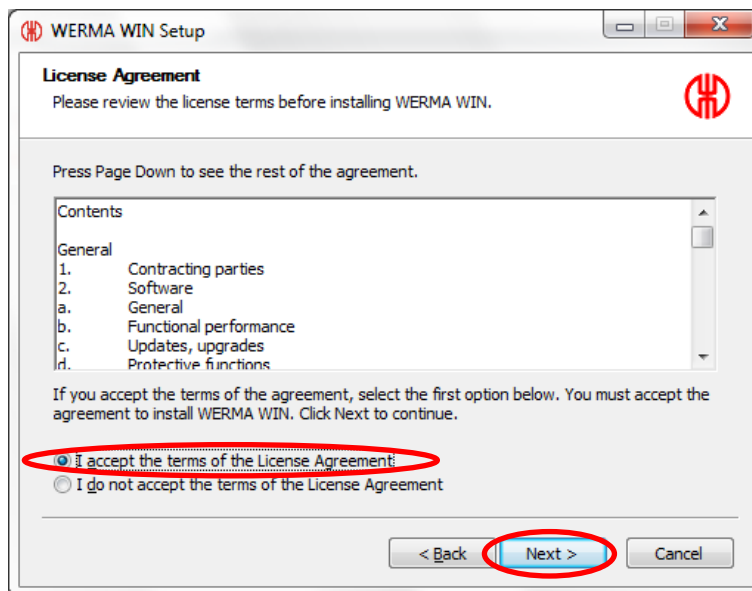 WERMA WIN Setup
License Agreement
Please review the license terms before installing WERMA WIN.
Press Page Down to see the rest of the agreement.
Contents
General
1. Contracting parties
2. Software
a. General
b. Functional performance
c. Updates, upgrades
d. Protective functions
If you accept the terms of the agreement, select the first option below. You must accept the
agreement to install WERMA WIN. Click Next to continue.
I accept the terms of the License Agreement
I do not accept the terms of the License Agreement
< Back Next > Cancel